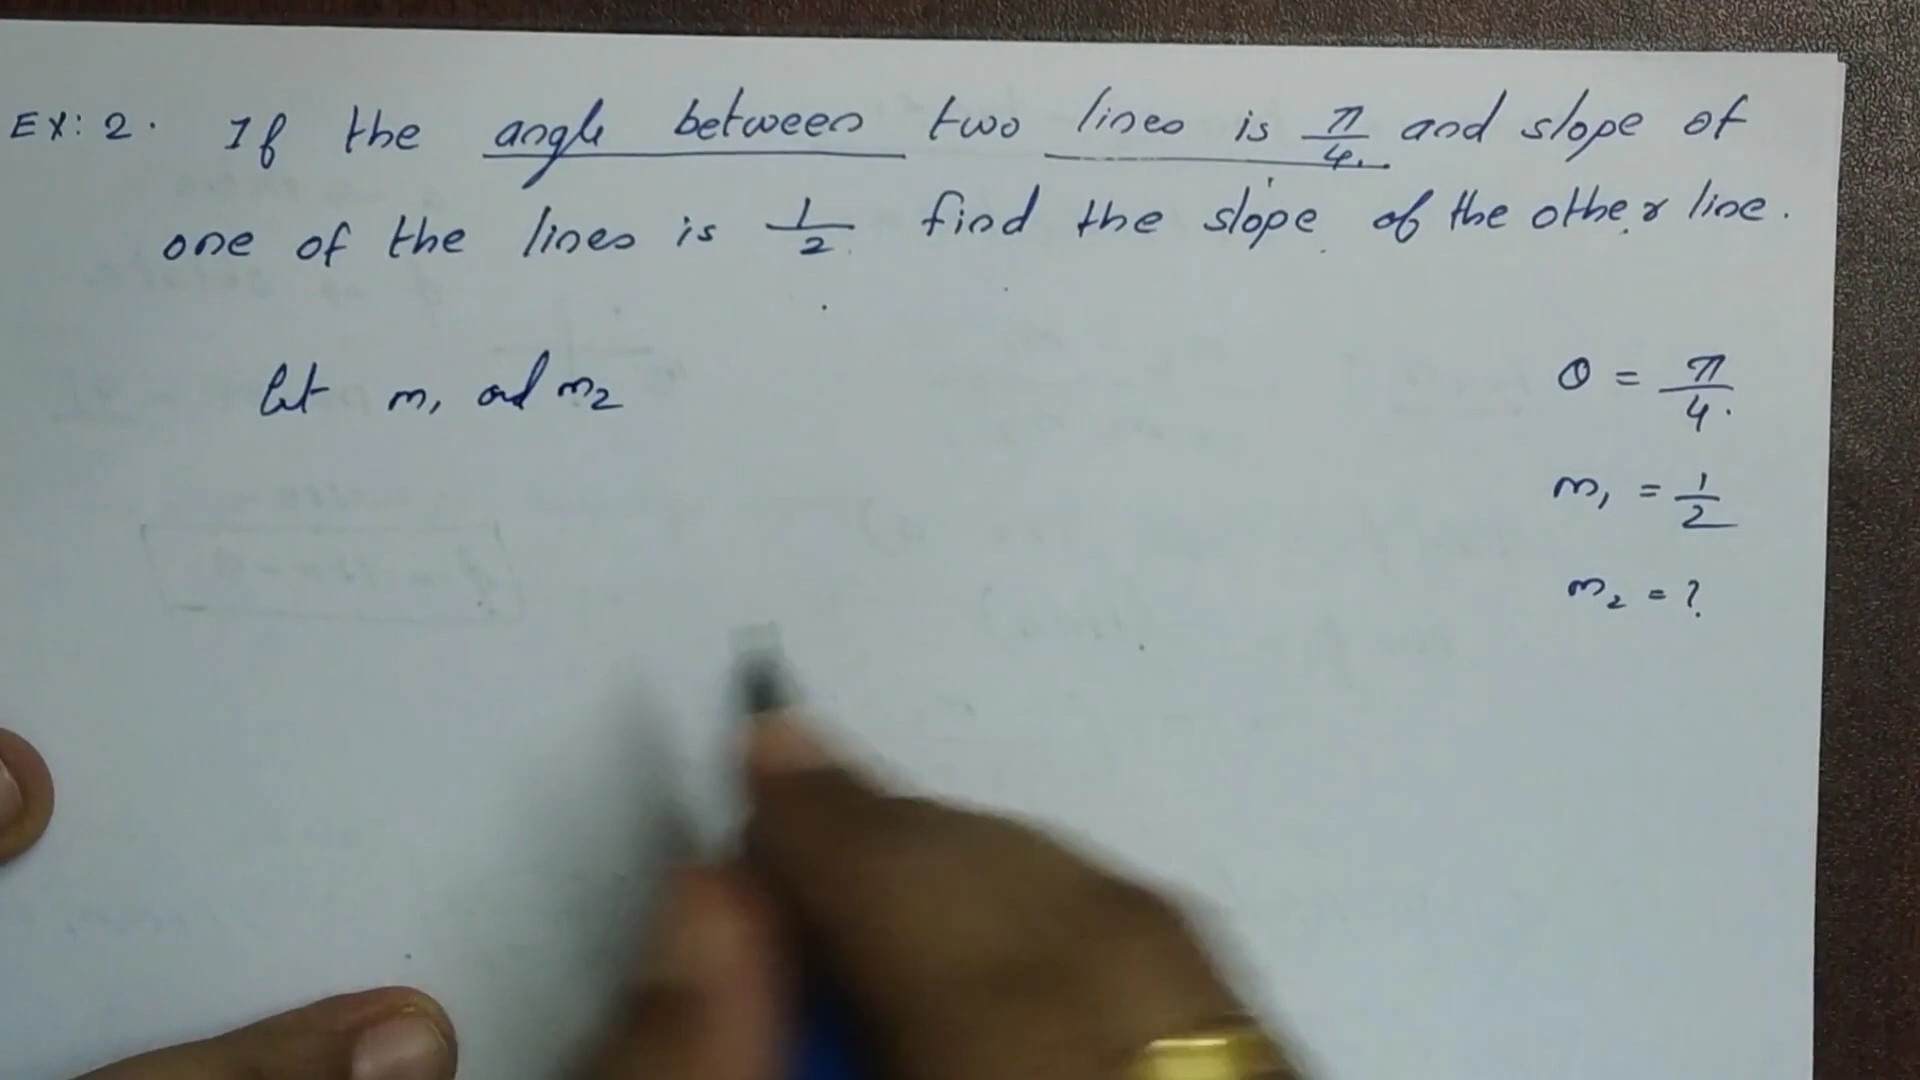 EX: 2. If the angle between two lines is π/4 and slope of
one of the lines is 1/2 find the slope of the other line.
let m₁ and m₂
θ = π/4
m₁ = 1/2
m₂ = ?